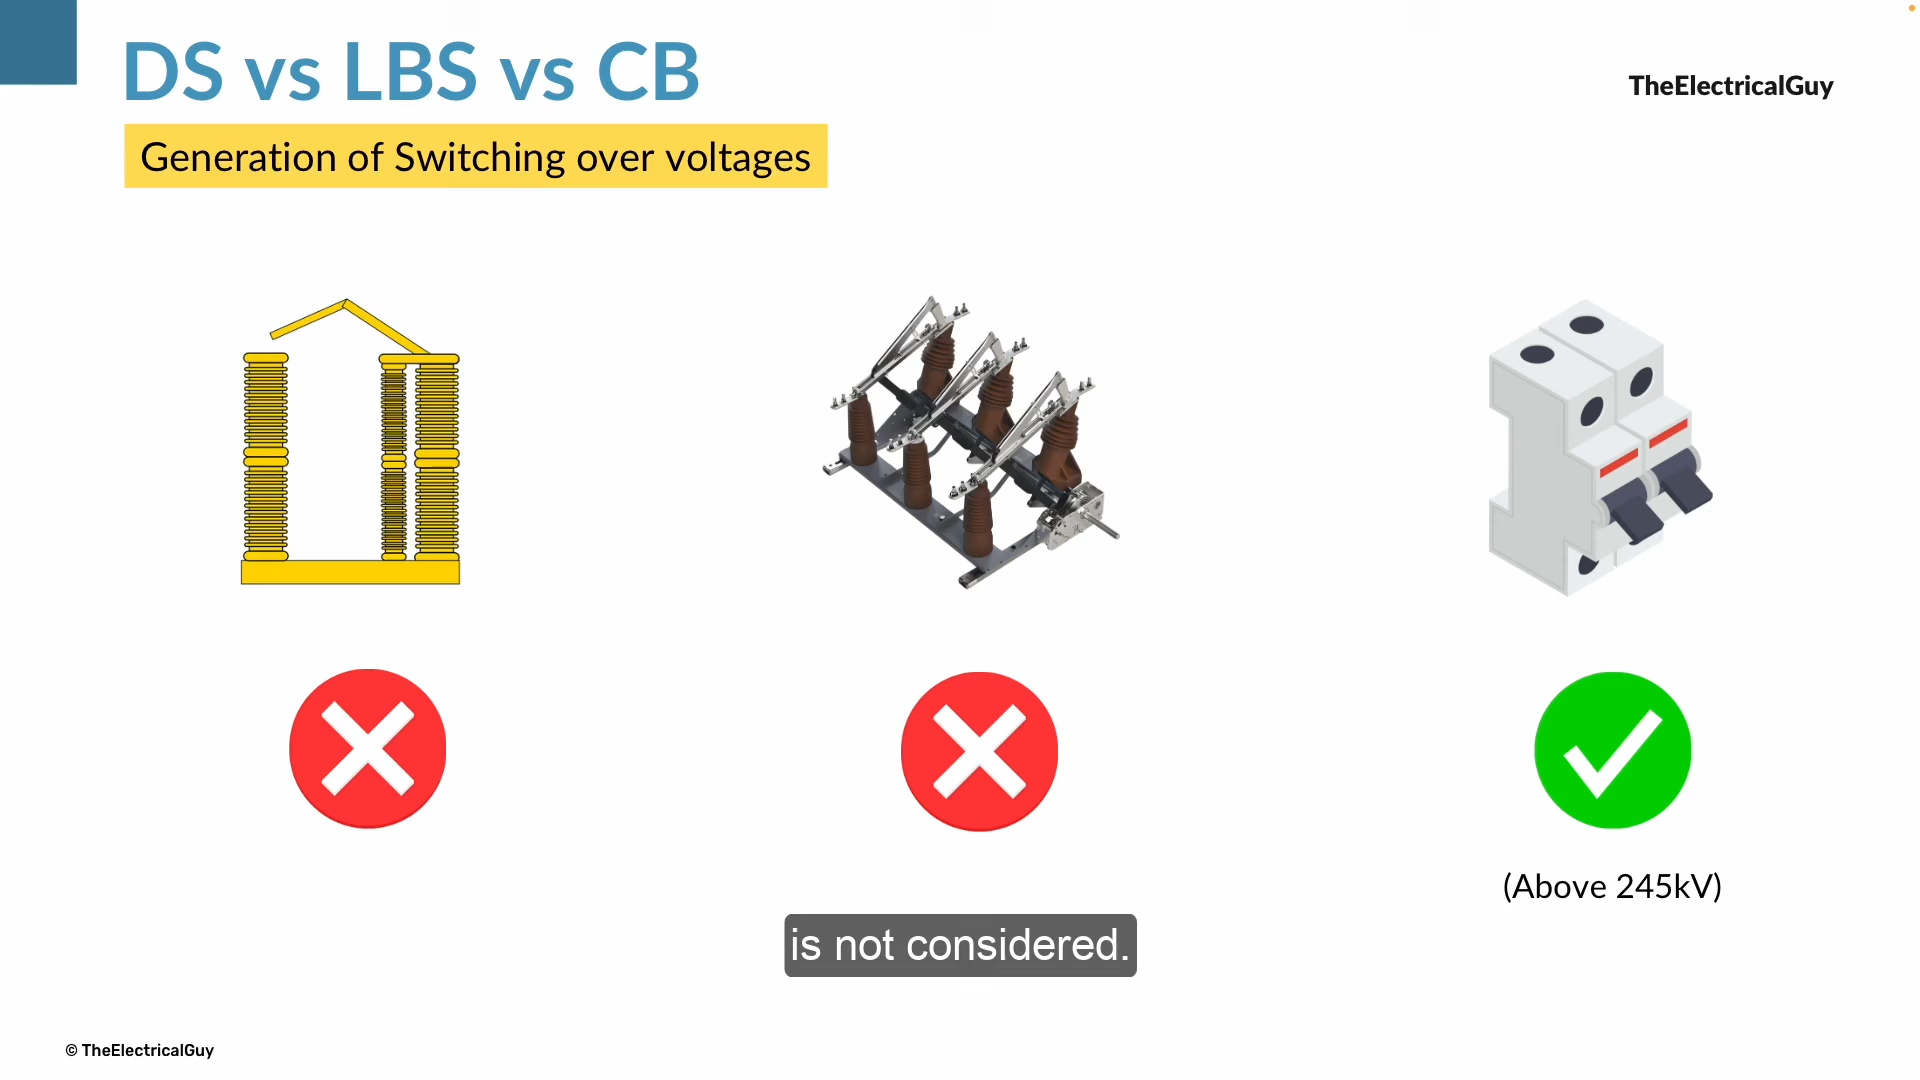 DS vs LBS vs CB
TheElectricalGuy
Generation of Switching over voltages
(Above 245kV)
is not considered.
© TheElectricalGuy